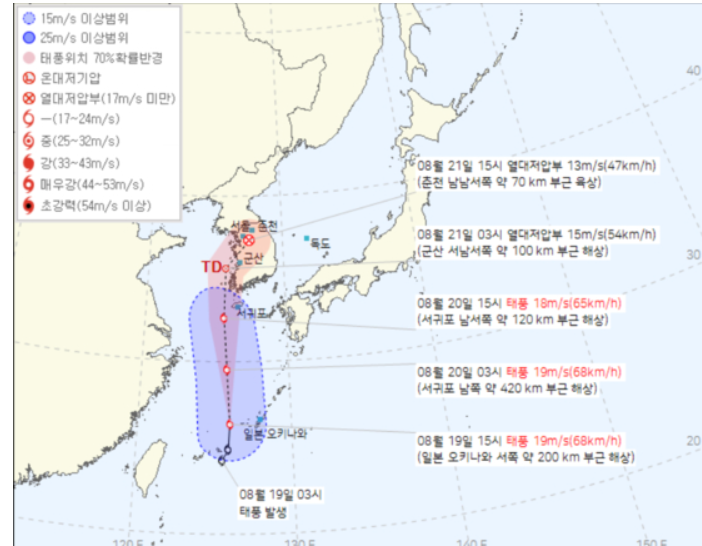 15m/s 이상범위
25m/s 이상범위
태풍위치 70%확률반경
온대저기압
열대저압부(17m/s 미만)
—(17~24m/s)
중(25~32m/s)
강(33~43m/s)
매우강(44~53m/s)
초강력(54m/s 이상)
40
08월 21일 15시 열대저압부 13m/s(47km/h)
(춘천 남남서쪽 약 70 km 부근 육상)
서울 춘천
독도
08월 21일 03시 열대저압부 15m/s(54km/h)
(군산 서남서쪽 약 100 km 부근 해상)
군산
TD
30
서귀포
08월 20일 15시 태풍 18m/s(65km/h)
(서귀포 남서쪽 약 120 km 부근 해상)
08월 20일 03시 태풍 19m/s(68km/h)
(서귀포 남쪽 약 420 km 부근 해상)
일본 오키나와
08월 19일 15시 태풍 19m/s(68km/h)
(일본 오키나와 서쪽 약 200 km 부근 해상)
20
08월 19일 03시
태풍 발생
120 E
130 E
140 E
150 E